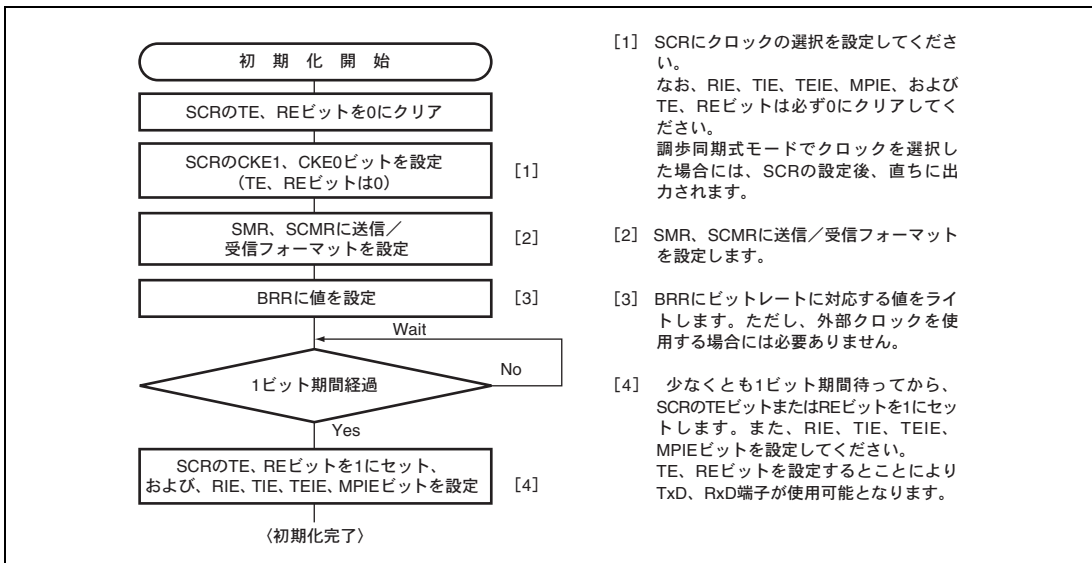 初期化開始
SCRのTE、REビットを0にクリア
SCRのCKE1、CKE0ビットを設定
（TE、REビットは0）
[1]
SMR、SCMRに送信／
受信フォーマットを設定
[2]
BRRに値を設定
[3]
Wait
1ビット期間経過
No
Yes
SCRのTE、REビットを1にセット、
および、RIE、TIE、TEIE、MPIEビットを設定
[4]
〈初期化完了〉
[1] SCRにクロックの選択を設定してくださ
い。
なお、RIE、TIE、TEIE、MPIE、および
TE、REビットは必ず0にクリアしてく
ださい。
調歩同期式モードでクロックを選択し
た場合には、SCRの設定後、直ちに出
力されます。
[2] SMR、SCMRに送信／受信フォーマット
を設定します。
[3] BRRにビットレートに対応する値をライ
トします。ただし、外部クロックを使
用する場合には必要ありません。
[4] 少なくとも1ビット期間待ってから、
SCRのTEビットまたはREビットを1にセッ
トします。また、RIE、TIE、TEIE、
MPIEビットを設定してください。
TE、REビットを設定するとことにより
TxD、RxD端子が使用可能となります。